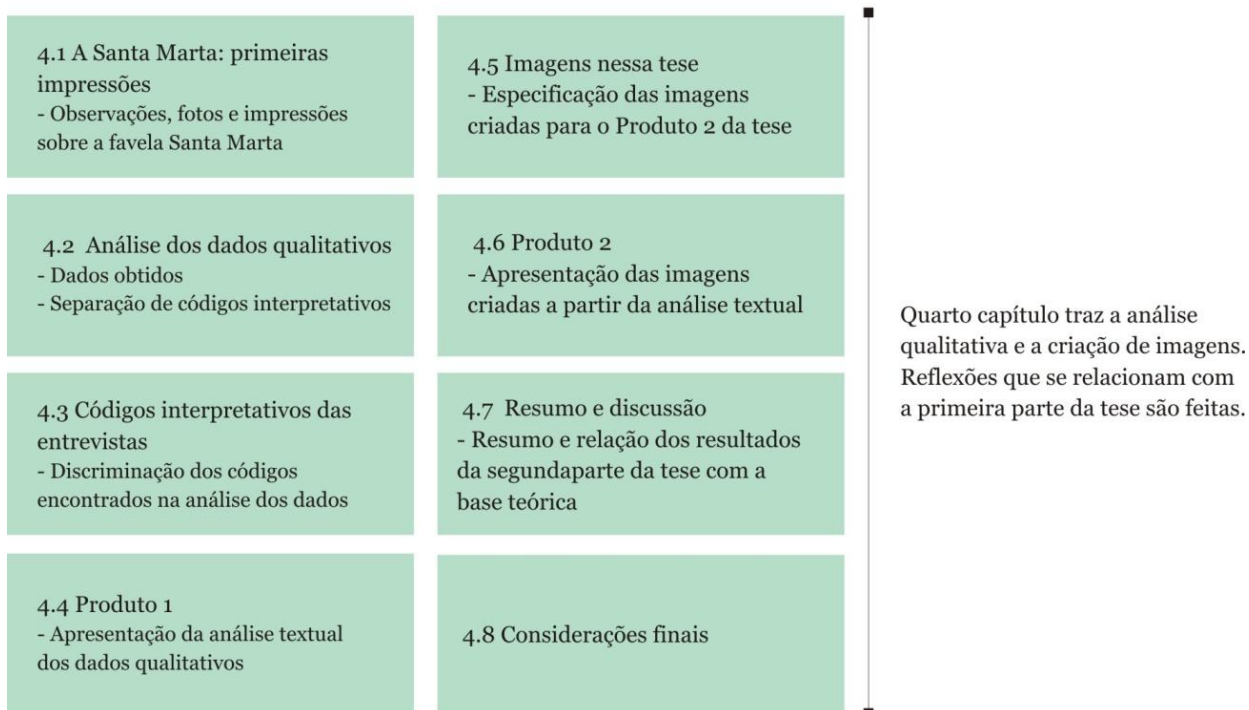 4.1 A Santa Marta: primeiras
impressões
- Observações, fotos e impressões
sobre a favela Santa Marta
4.2 Análise dos dados qualitativos
- Dados obtidos
- Separação de códigos interpretativos
4.3 Códigos interpretativos das
entrevistas
- Discriminação dos códigos
encontrados na análise dos dados
4.4 Produto 1
- Apresentação da análise textual
dos dados qualitativos
4.5 Imagens nessa tese
- Especificação das imagens
criadas para o Produto 2 da tese
4.6 Produto 2
- Apresentação das imagens
criadas a partir da análise textual
4.7 Resumo e discussão
- Resumo e relação dos resultados
da segundaparte da tese com a
base teórica
4.8 Considerações finais
Quarto capítulo traz a análise
qualitativa e a criação de imagens.
Reflexões que se relacionam com
a primeira parte da tese são feitas.